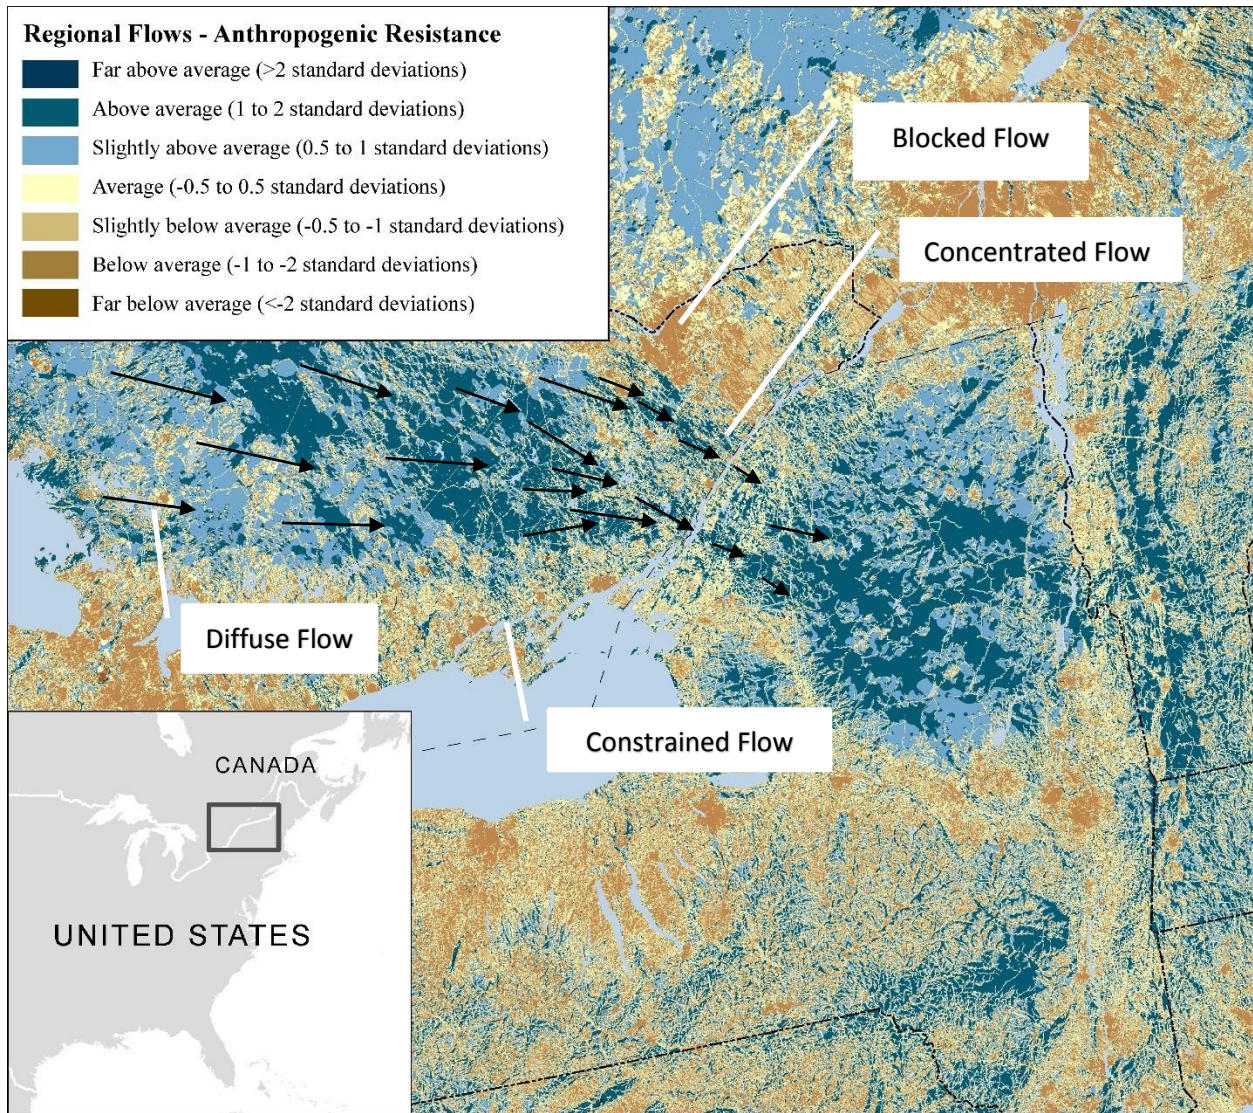 Regional Flows - Anthropogenic Resistance
Far above average (>2 standard deviations)
Above average (1 to 2 standard deviations)
Slightly above average (0.5 to 1 standard deviations)
Average (-0.5 to 0.5 standard deviations)
Slightly below average (-0.5 to -1 standard deviations)
Below average (-1 to -2 standard deviations)
Far below average (<-2 standard deviations)
Blocked Flow
Concentrated Flow
Diffuse Flow
Constrained Flow
CANADA
UNITED STATES